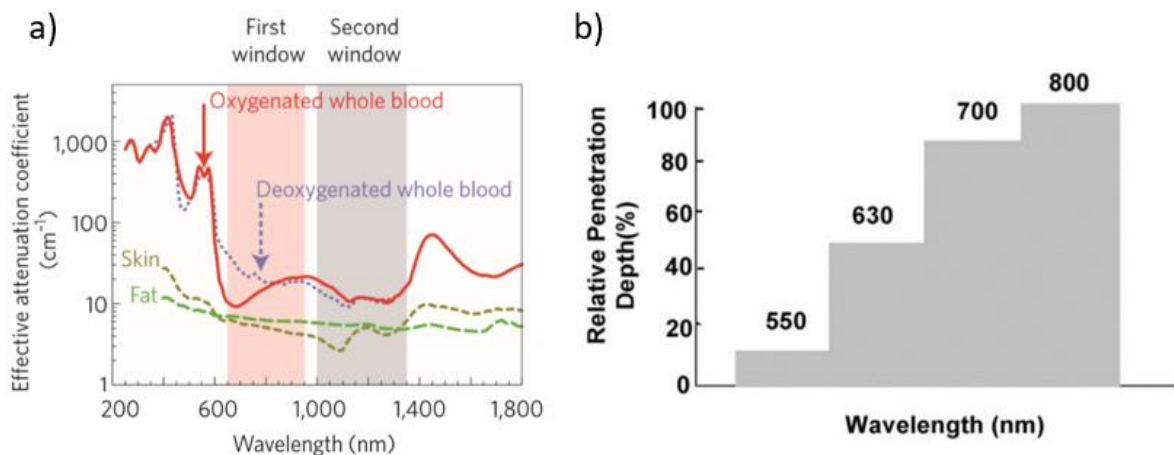 a)
First
window
Second
window
Oxygenated whole blood
Deoxygenated whole blood
Skin
Fat
Effective attenuation coefficient
(cm⁻¹)
1,000
100
10
1
200
600
1,000
1,400
1,800
Wavelength (nm)
b)
Relative Penetration
Depth(%)
100
80
60
40
20
0
550
630
700
800
Wavelength (nm)